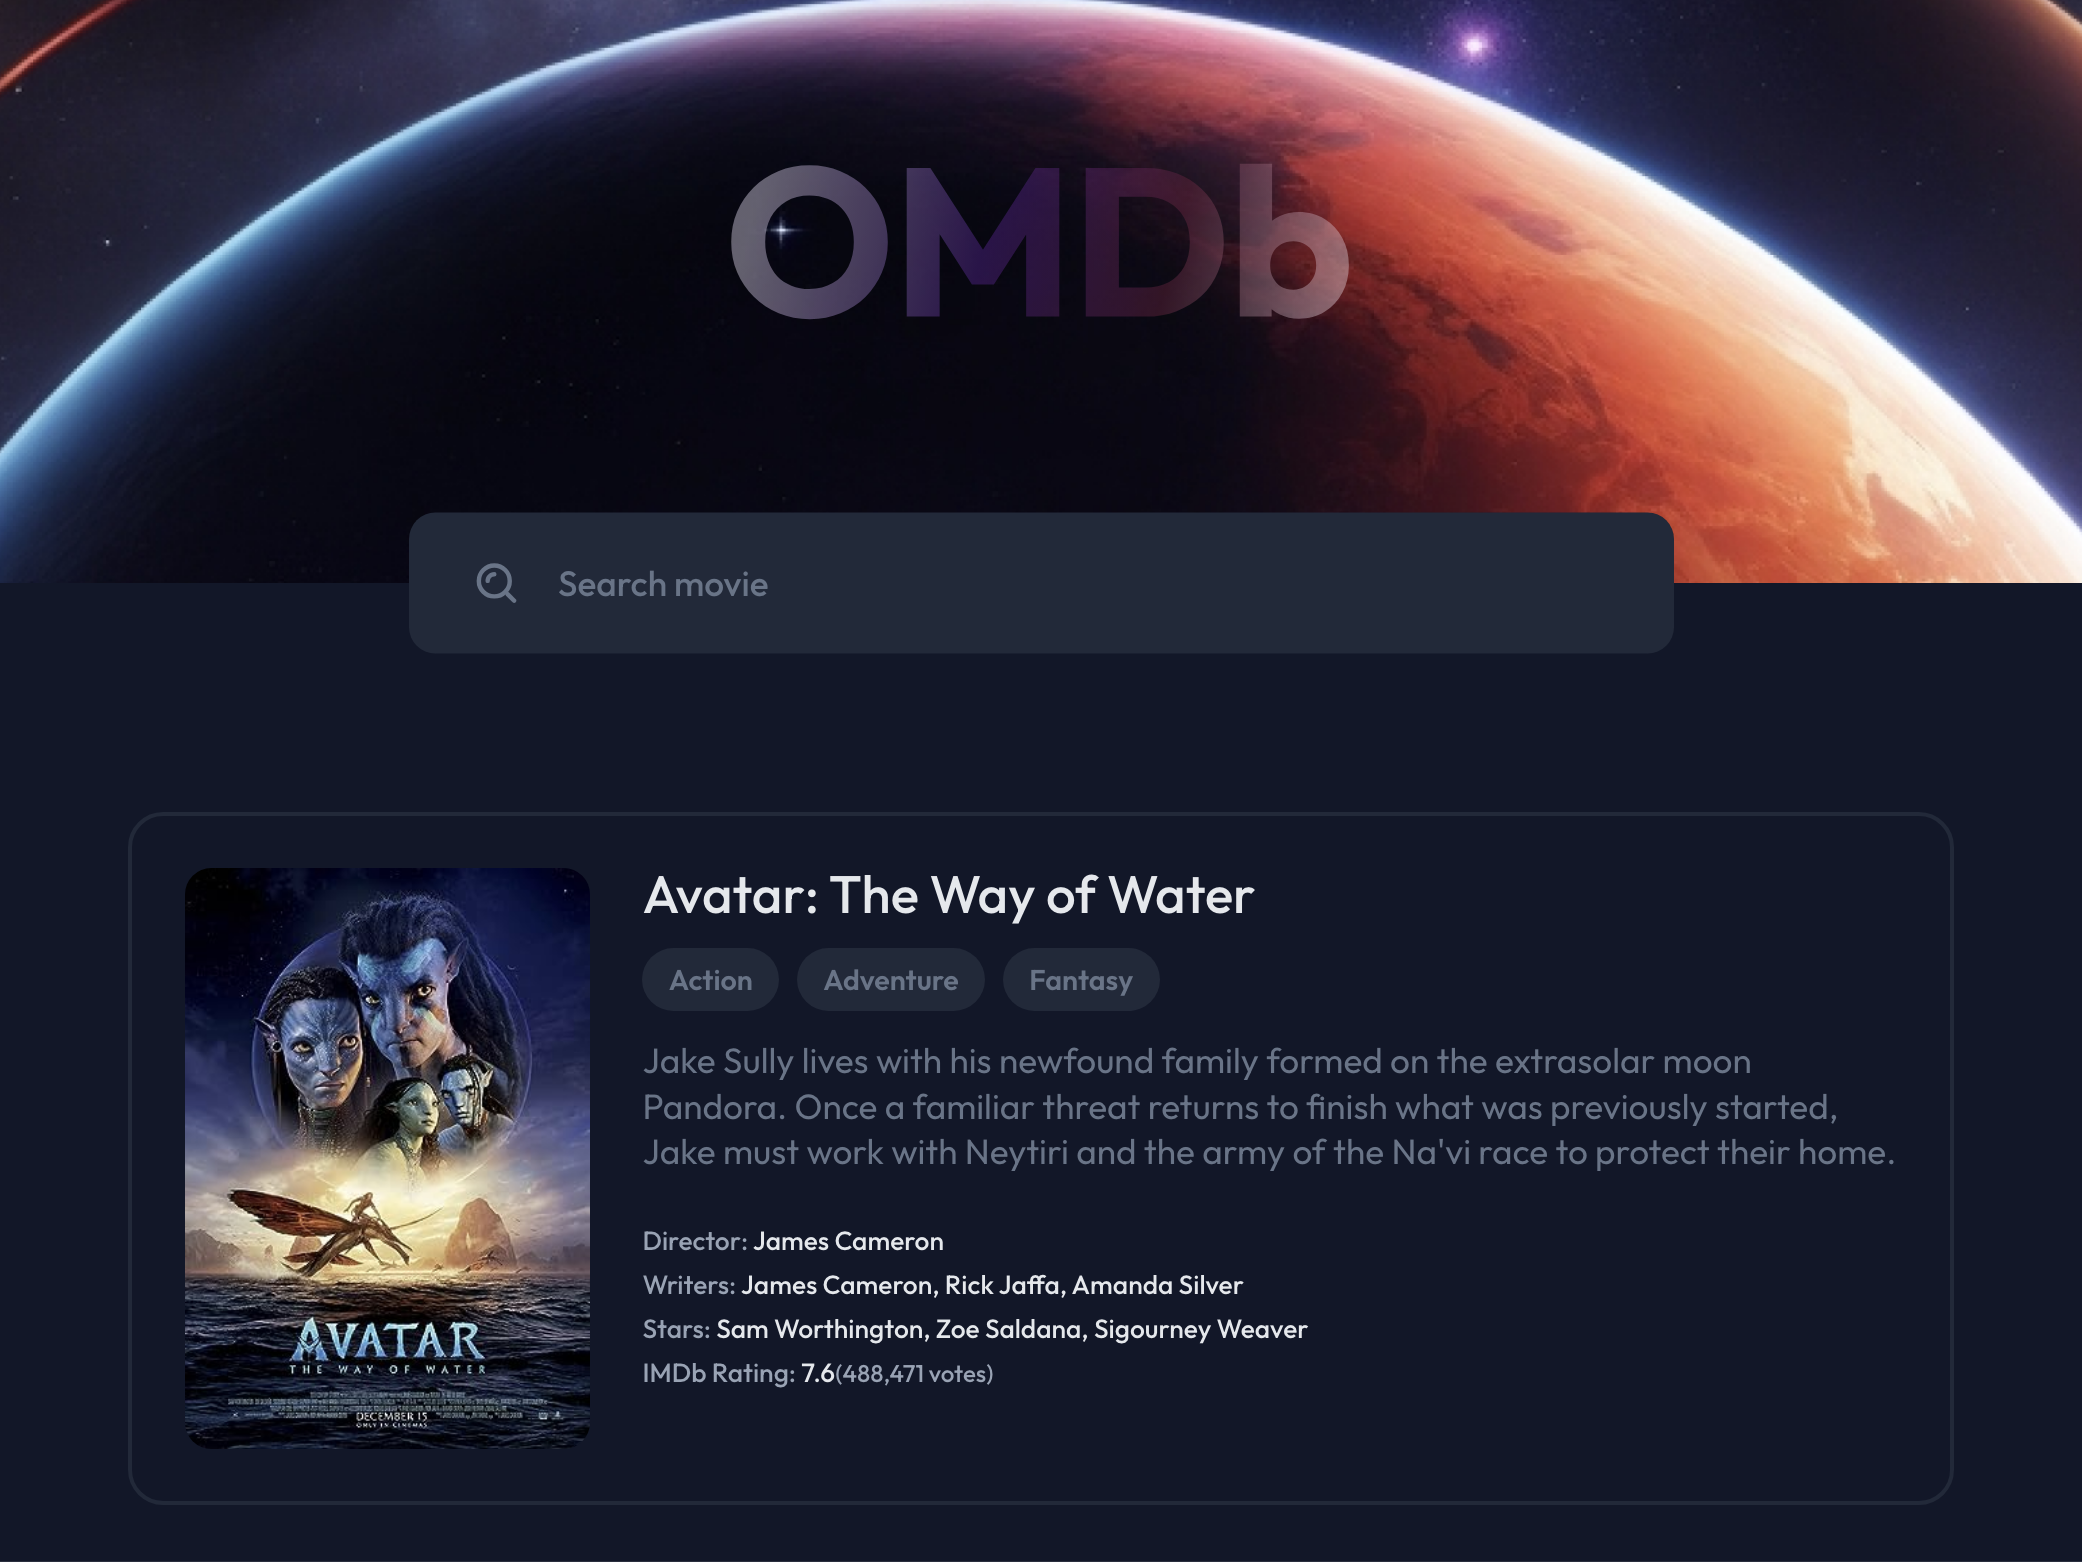 OMDb
Search movie
Avatar: The Way of Water
Action Adventure Fantasy
Jake Sully lives with his newfound family formed on the extrasolar moon
Pandora. Once a familiar threat returns to finish what was previously started,
Jake must work with Neytiri and the army of the Na'vi race to protect their home.
Director: James Cameron
Writers: James Cameron, Rick Jaffa, Amanda Silver
Stars: Sam Worthington, Zoe Saldana, Sigourney Weaver
IMDb Rating: 7.6(488,471 votes)
AVATAR
THE WAY OF WATER
DECEMBER 15
ONLY IN CINEMAS